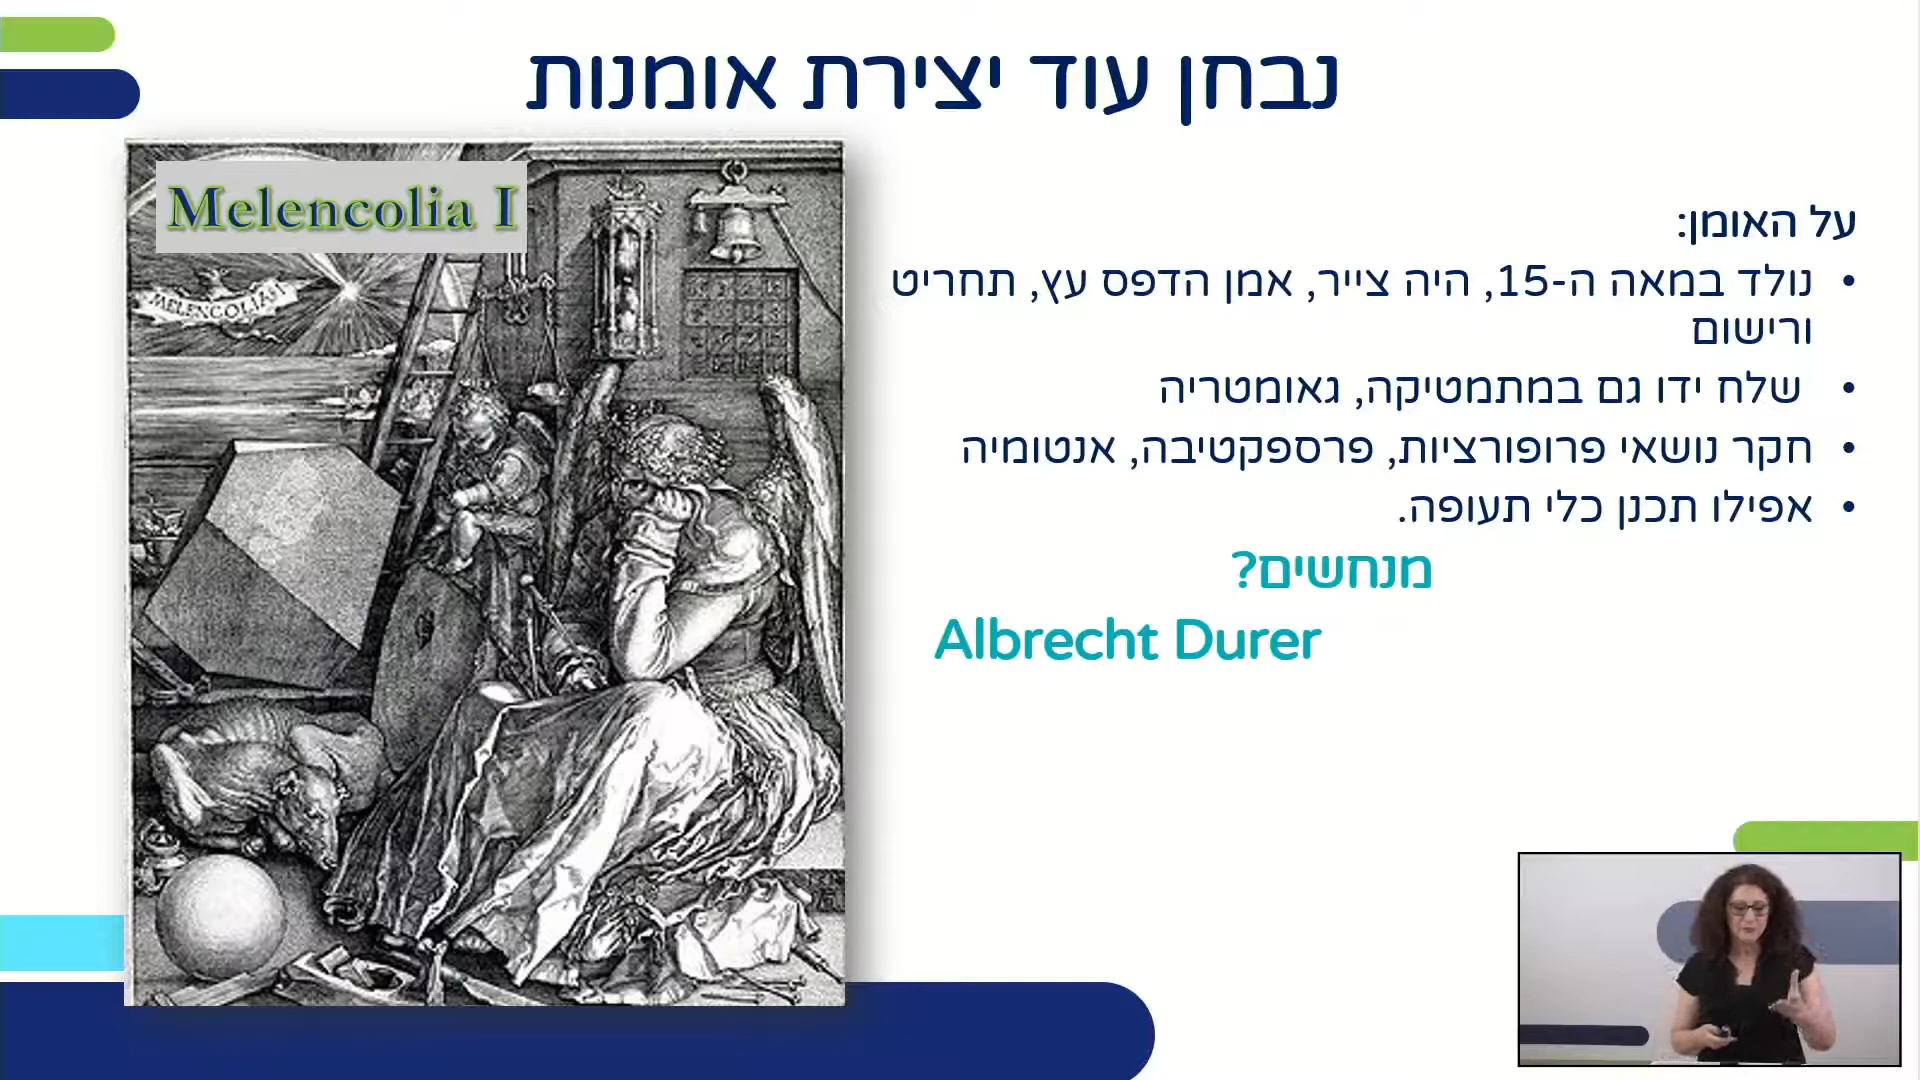 נבחן עוד יצירת אומנות
Melencolia I
MELENCOLIA
על האומן:
• נולד במאה ה-15, היה צייר, אמן הדפס עץ, תחריט
ורישום
• שלח ידו גם במתמטיקה, גאומטריה
• חקר נושאי פרופורציות, פרספקטיבה, אנטומיה
• אפילו תכנן כלי תעופה.
מנחשים?
Albrecht Durer